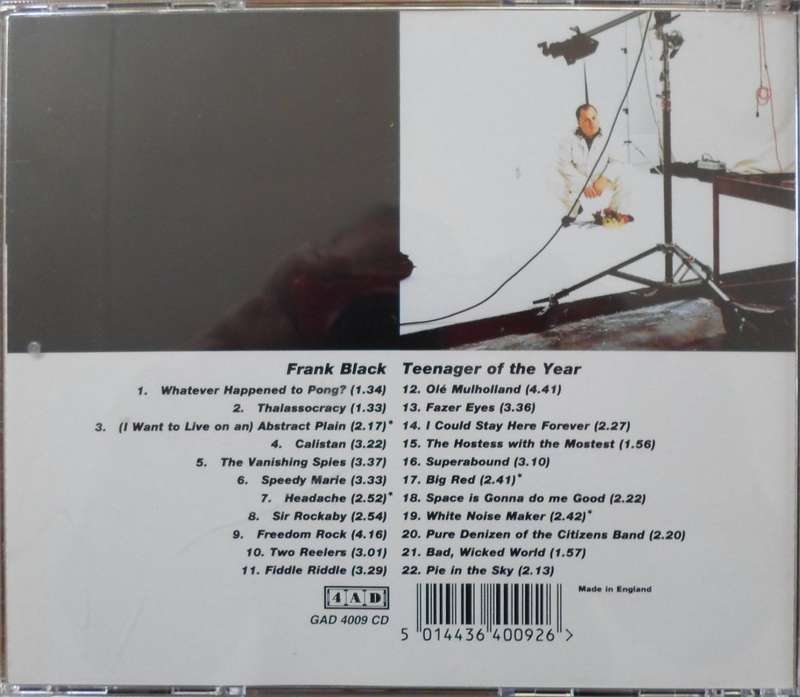 Frank Black
1. Whatever Happened to Pong? (1.34)
2. Thalassocracy (1.33)
3. (I Want to Live on an) Abstract Plain (2.17)*
4. Calistan (3.22)
5. The Vanishing Spies (3.37)
6. Speedy Marie (3.33)
7. Headache (2.52)*
8. Sir Rockaby (2.54)
9. Freedom Rock (4.16)
10. Two Reelers (3.01)
11. Fiddle Riddle (3.29)
4AD
GAD 4009 CD
Teenager of the Year
12. Olé Mulholland (4.41)
13. Fazer Eyes (3.36)
14. I Could Stay Here Forever (2.27)
15. The Hostess with the Mostest (1.56)
16. Superabound (3.10)
17. Big Red (2.41)*
18. Space is Gonna do me Good (2.22)
19. White Noise Maker (2.42)*
20. Pure Denizen of the Citizens Band (2.20)
21. Bad, Wicked World (1.57)
22. Pie in the Sky (2.13)
Made in England
5 014436 400926 >